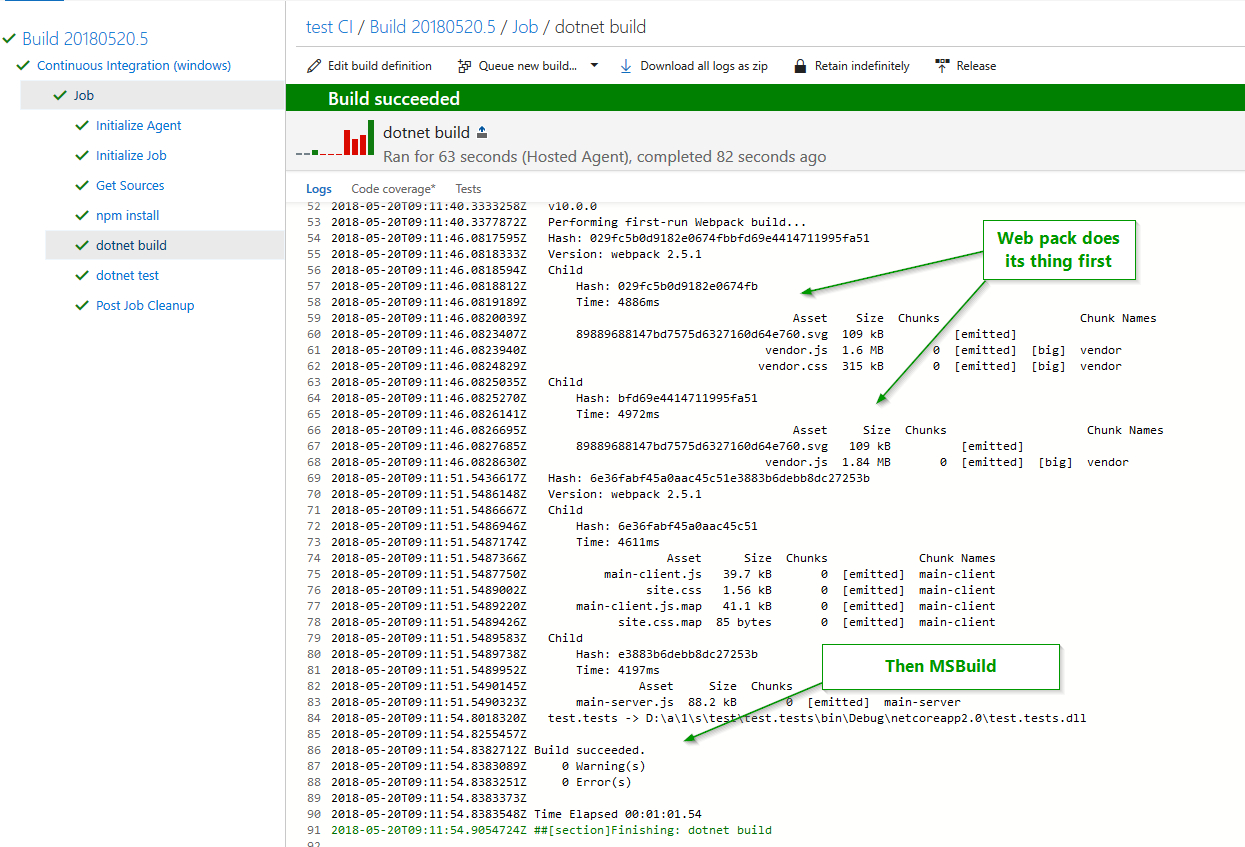 test CI / Build 20180520.5 / Job / dotnet build
Build 20180520.5
Continuous Integration (windows)
Job
Initialize Agent
Initialize Job
Get Sources
npm install
dotnet build
dotnet test
Post Job Cleanup
Edit build definition Queue new build... Download all logs as zip Retain indefinitely Release
Build succeeded
dotnet build
Ran for 63 seconds (Hosted Agent), completed 82 seconds ago
Logs Code coverage* Tests
52 2018-05-20T09:11:40.3333258Z v10.0.0
53 2018-05-20T09:11:40.3377872Z Performing first-run Webpack build...
54 2018-05-20T09:11:46.0817595Z Hash: 029fc5b0d9182e0674fbbfd69e4414711995fa51
55 2018-05-20T09:11:46.0818333Z Version: webpack 2.5.1
56 2018-05-20T09:11:46.0818594Z Child
57 2018-05-20T09:11:46.0818812Z Hash: 029fc5b0d9182e0674fb
58 2018-05-20T09:11:46.0819189Z Time: 4886ms
59 2018-05-20T09:11:46.0820039Z Asset Size Chunks Chunk Names
60 2018-05-20T09:11:46.0823407Z 89889688147bd7575d6327160d64e760.svg 109 kB [emitted]
61 2018-05-20T09:11:46.0823940Z vendor.js 1.6 MB 0 [emitted] [big] vendor
62 2018-05-20T09:11:46.0824829Z vendor.css 315 kB 0 [emitted] [big] vendor
63 2018-05-20T09:11:46.0825035Z Child
64 2018-05-20T09:11:46.0825270Z Hash: bfd69e4414711995fa51
65 2018-05-20T09:11:46.0826141Z Time: 4972ms
66 2018-05-20T09:11:46.0826695Z Asset Size Chunks Chunk Names
67 2018-05-20T09:11:46.0827685Z 89889688147bd7575d6327160d64e760.svg 109 kB [emitted]
68 2018-05-20T09:11:46.0828630Z vendor.js 1.84 MB 0 [emitted] [big] vendor
69 2018-05-20T09:11:51.5436617Z Hash: 6e36fabf45a0aac45c51e3883b6debb8dc27253b
70 2018-05-20T09:11:51.5486148Z Version: webpack 2.5.1
71 2018-05-20T09:11:51.5486667Z Child
72 2018-05-20T09:11:51.5486946Z Hash: 6e36fabf45a0aac45c51
73 2018-05-20T09:11:51.5487174Z Time: 4611ms
74 2018-05-20T09:11:51.5487366Z Asset Size Chunks Chunk Names
75 2018-05-20T09:11:51.5487750Z main-client.js 39.7 kB 0 [emitted] main-client
76 2018-05-20T09:11:51.5489002Z site.css 1.56 kB 0 [emitted] main-client
77 2018-05-20T09:11:51.5489220Z main-client.js.map 41.1 kB 0 [emitted] main-client
78 2018-05-20T09:11:51.5489426Z site.css.map 85 bytes 0 [emitted] main-client
79 2018-05-20T09:11:51.5489583Z Child
80 2018-05-20T09:11:51.5489738Z Hash: e3883b6debb8dc27253b
81 2018-05-20T09:11:51.5489952Z Time: 4197ms
82 2018-05-20T09:11:51.5490145Z Asset Size Chunks
83 2018-05-20T09:11:51.5490323Z main-server.js 88.2 kB 0 [emitted] main-server
84 2018-05-20T09:11:54.8018320Z test.tests -> D:\a\1\s\test\test.tests\bin\Debug\netcoreapp2.0\test.tests.dll
85 2018-05-20T09:11:54.8255457Z
86 2018-05-20T09:11:54.8382712Z Build succeeded.
87 2018-05-20T09:11:54.8383089Z 0 Warning(s)
88 2018-05-20T09:11:54.8383251Z 0 Error(s)
89 2018-05-20T09:11:54.8383373Z
90 2018-05-20T09:11:54.8383548Z Time Elapsed 00:01:01.54
91 2018-05-20T09:11:54.9054724Z ##[section]Finishing: dotnet build
92
Web pack does
its thing first
Then MSBuild